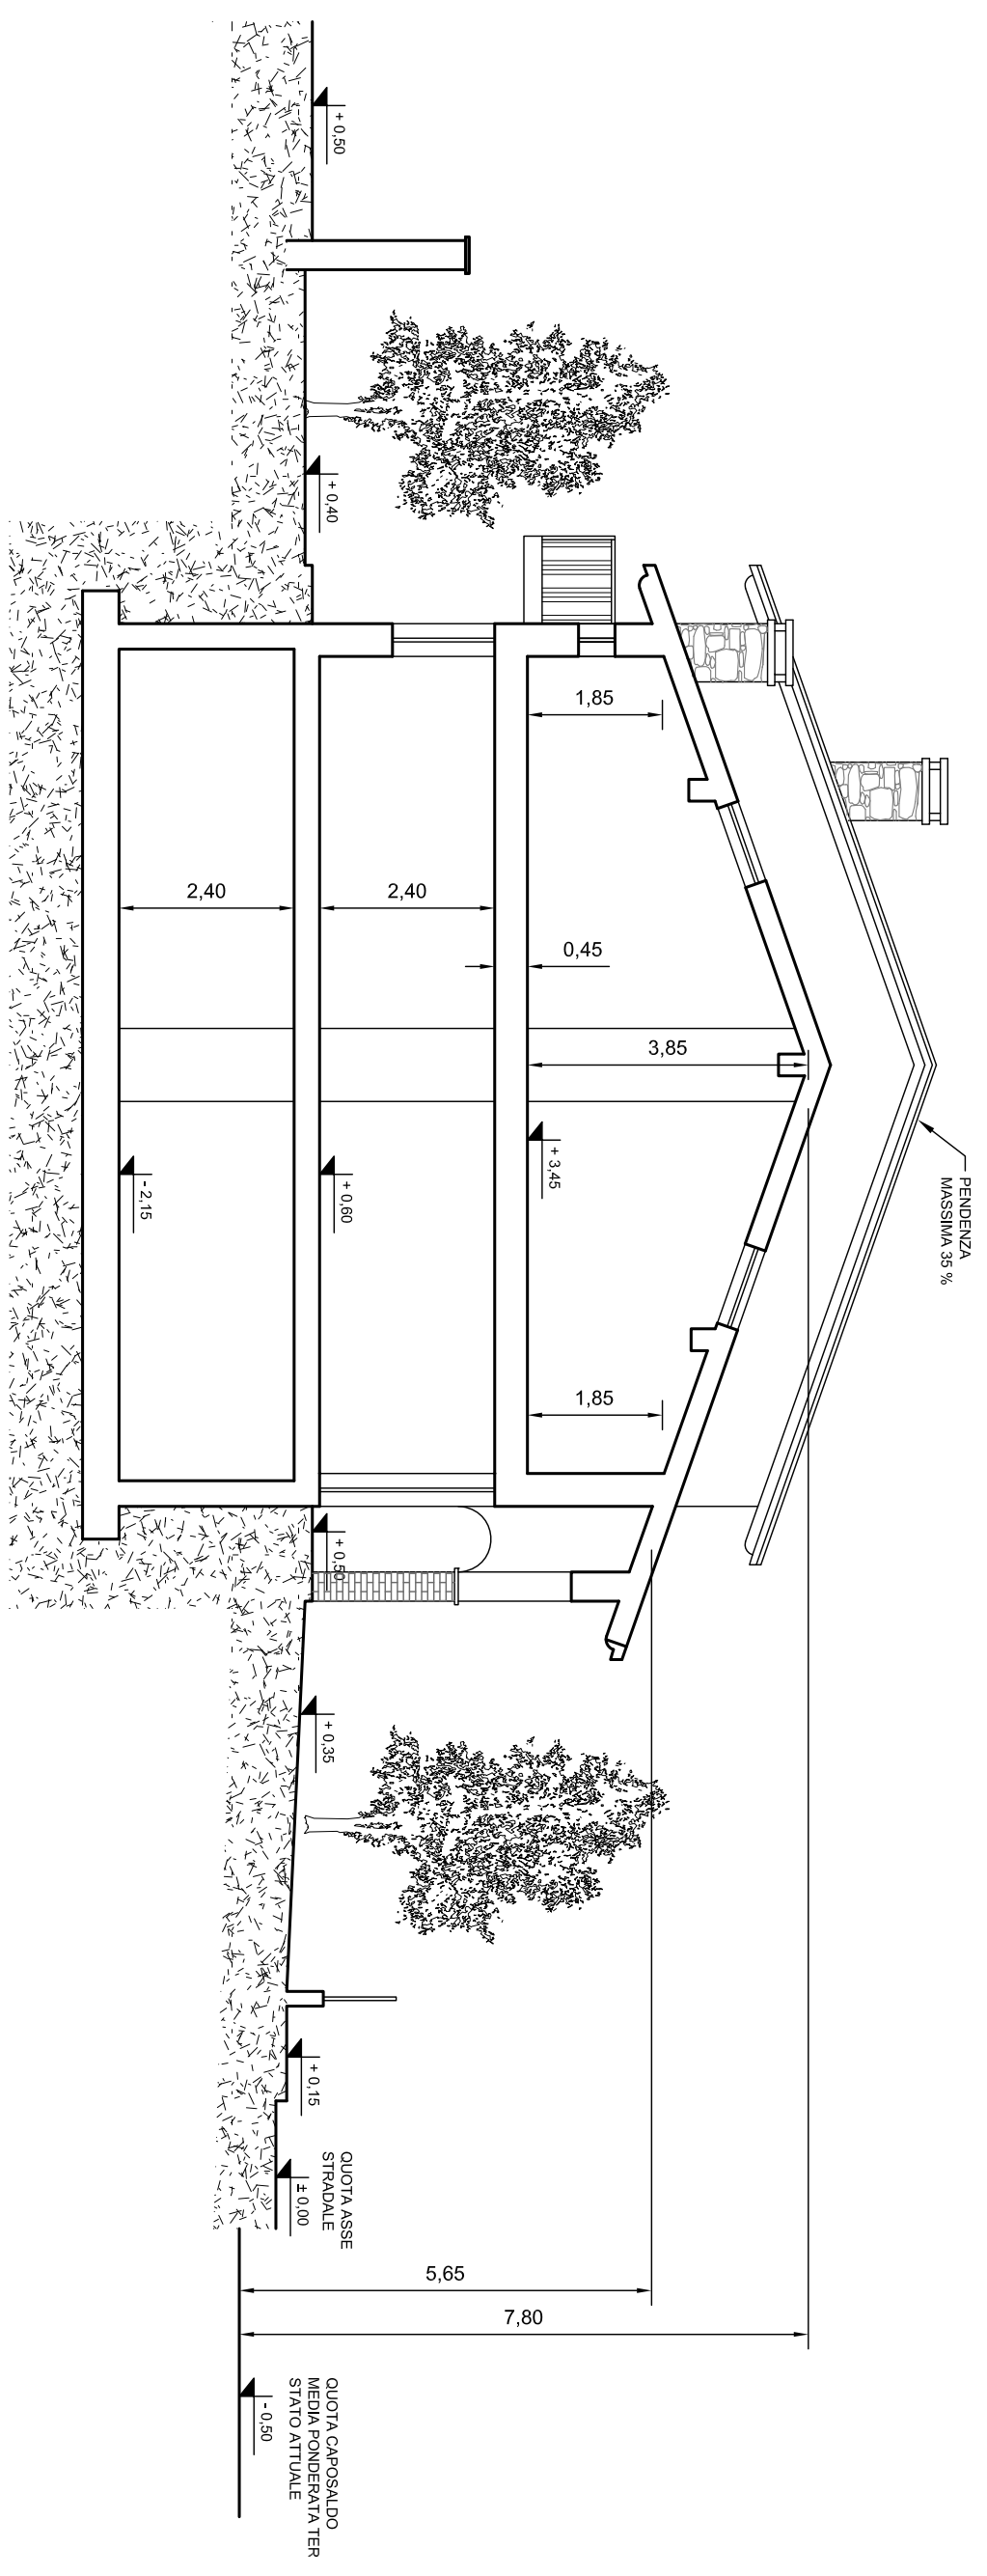 + 0,50
+ 0,40
1,85
2,40
2,40
0,45
3,85
+ 3,45
- 2,15
+ 0,60
PENDENZA
MASSIMA 35 %
1,85
+ 0,50
+ 0,35
+ 0,15
QUOTA ASSE
STRADALE
± 0,00
5,65
7,80
QUOTA CAPOSALDO
MEDIA PONDERATA TER
STATO ATTUALE
- 0,50